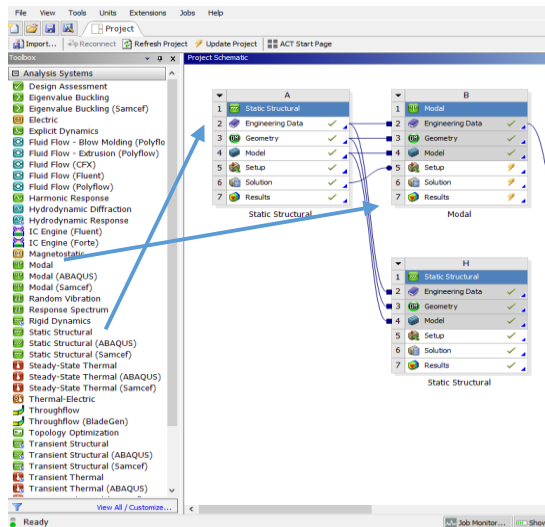 File View Tools Units Extensions Jobs Help
Project
Import... Reconnect Refresh Project Update Project ACT Start Page
Toolbox
Project Schematic
Analysis Systems
Design Assessment
Eigenvalue Buckling
Eigenvalue Buckling (Samcef)
Electric
Explicit Dynamics
Fluid Flow - Blow Molding (Polyflo
Fluid Flow - Extrusion (Polyflow)
Fluid Flow (CFX)
Fluid Flow (Fluent)
Fluid Flow (Polyflow)
Harmonic Response
Hydrodynamic Diffraction
Hydrodynamic Response
IC Engine (Fluent)
IC Engine (Forte)
Magnetostatic
Modal
Modal (ABAQUS)
Modal (Samcef)
Random Vibration
Response Spectrum
Rigid Dynamics
Static Structural
Static Structural (ABAQUS)
Static Structural (Samcef)
Steady-State Thermal
Steady-State Thermal (ABAQUS)
Steady-State Thermal (Samcef)
Thermal-Electric
Throughflow
Throughflow (BladeGen)
Topology Optimization
Transient Structural
Transient Structural (ABAQUS)
Transient Structural (Samcef)
Transient Thermal
Transient Thermal (ABAQUS)
View All / Customize...
A
1 Static Structural
2 Engineering Data
3 Geometry
4 Model
5 Setup
6 Solution
7 Results
Static Structural
B
1 Modal
2 Engineering Data
3 Geometry
4 Model
5 Setup
6 Solution
7 Results
Modal
H
1 Static Structural
2 Engineering Data
3 Geometry
4 Model
5 Setup
6 Solution
7 Results
Static Structural
Ready
Job Monitor... Show